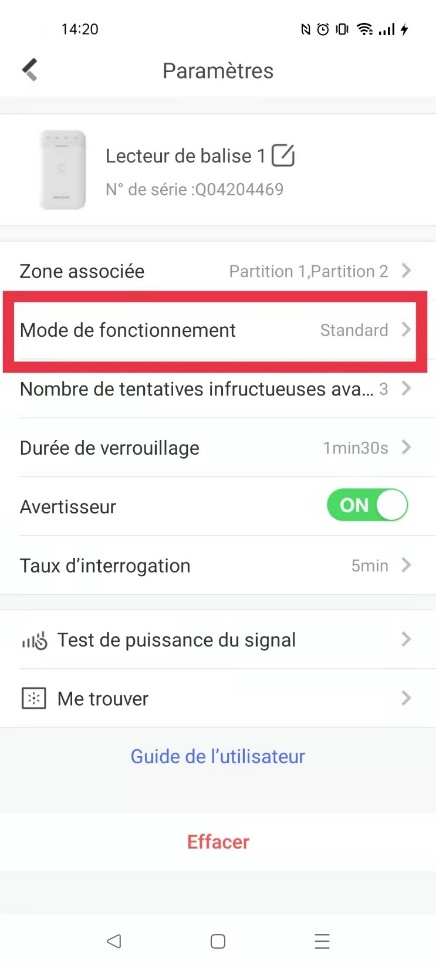 14:20
Paramètres
Lecteur de balise 1
N° de série :Q04204469
Zone associée Partition 1,Partition 2
Mode de fonctionnement Standard
Nombre de tentatives infructueuses ava... 3
Durée de verrouillage 1min30s
Avertisseur ON
Taux d'interrogation 5min
Test de puissance du signal
Me trouver
Guide de l'utilisateur
Effacer